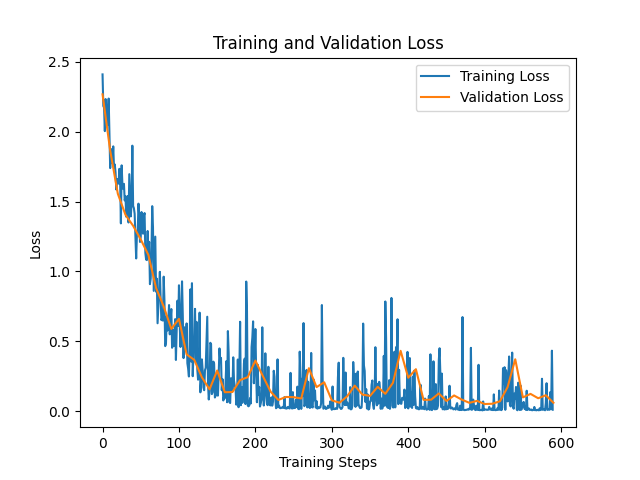 Training and Validation Loss
Training Loss
Validation Loss
2.5
2.0
1.5
1.0
0.5
0.0
Loss
0 100 200 300 400 500 600
Training Steps